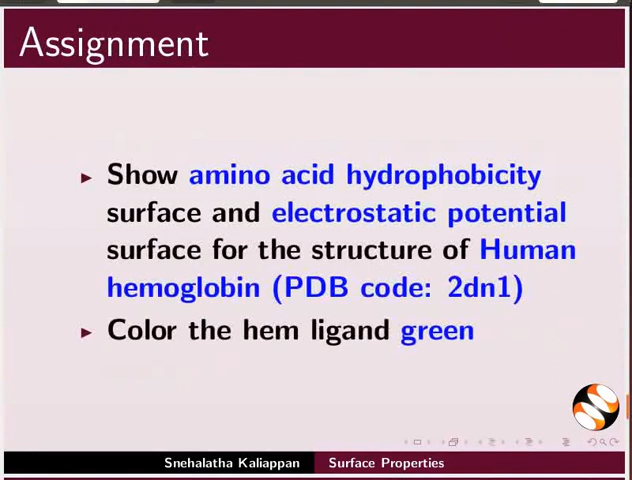 Assignment
Show amino acid hydrophobicity
surface and electrostatic potential
surface for the structure of Human
hemoglobin (PDB code: 2dn1)
Color the hem ligand green
Snehalatha Kaliappan Surface Properties